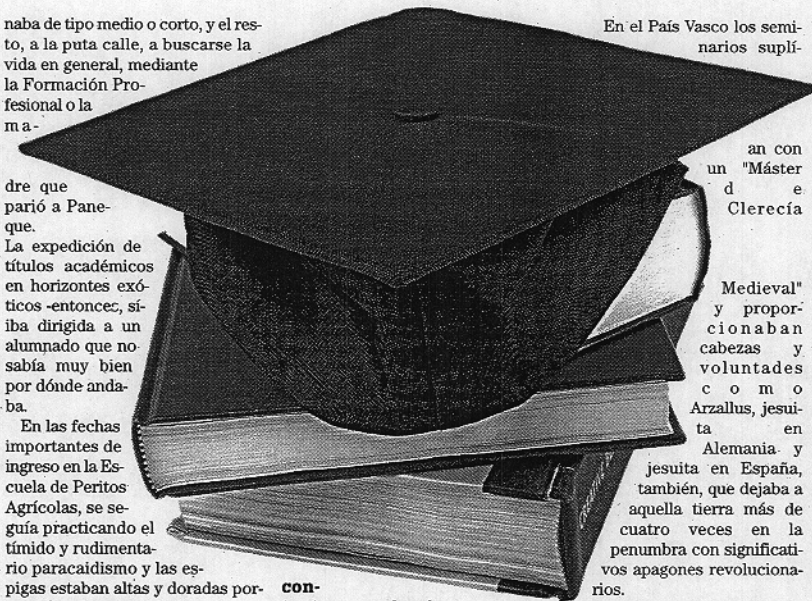 naba de tipo medio o corto, y el res-
to, a la puta calle, a buscarse la
vida en general, mediante
la Formación Pro-
fesional o la
ma-
dre que
parió a Pane-
que.
La expedición de
títulos académicos
en horizontes exó-
ticos -entonces, sí-
iba dirigida a un
alumnado que no
sabía muy bien
por dónde anda-
ba.
En las fechas
importantes de
ingreso en la Es-
cuela de Peritos
Agrícolas, se se-
guía practicando el
tímido y rudimenta-
rio paracaidismo y las es-
pigas estaban altas y doradas por-
con-
En el País Vasco los semi-
narios suplí-
an con
un "Máster
de
Clerecía
Medieval"
y propor-
cionaban
cabezas y
voluntades
como
Arzallus, jesui-
ta en
Alemania y
jesuita en España,
también, que dejaba a
aquella tierra más de
cuatro veces en la
penumbra con significati-
vos apagones revoluciona-
rios.